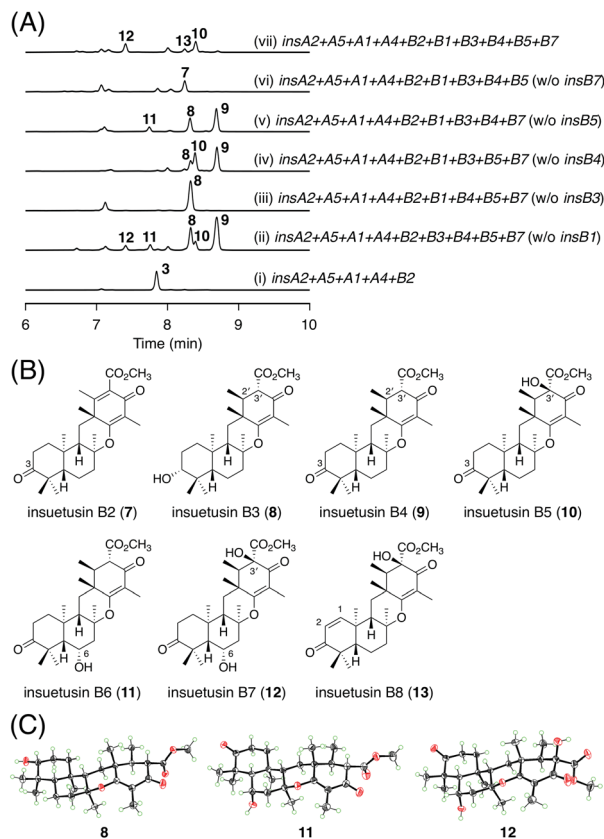 (A)
12 13 10 (vii) insA2+A5+A1+A4+B2+B1+B3+B4+B5+B7
7 (vi) insA2+A5+A1+A4+B2+B1+B3+B4+B5 (w/o insB7)
11 8 9 (v) insA2+A5+A1+A4+B2+B1+B3+B4+B7 (w/o insB5)
8 10 9 (iv) insA2+A5+A1+A4+B2+B1+B3+B5+B7 (w/o insB4)
8 (iii) insA2+A5+A1+A4+B2+B1+B4+B5+B7 (w/o insB3)
12 11 8 10 9 (ii) insA2+A5+A1+A4+B2+B3+B4+B5+B7 (w/o insB1)
3 (i) insA2+A5+A1+A4+B2
6 7 8 9 10
Time (min)
(B)
CO₂CH₃ O O H 3 O
insuetusin B2 (7)
CO₂CH₃ 2′ 3′ O O H HO
insuetusin B3 (8)
CO₂CH₃ 2′ 3′ O O H 3 O
insuetusin B4 (9)
HO CO₂CH₃ 3′ O O H O
insuetusin B5 (10)
CO₂CH₃ O O H 6 O OH
insuetusin B6 (11)
HO CO₂CH₃ 3′ O O H 6 O OH
insuetusin B7 (12)
HO CO₂CH₃ O O H 1 2 O
insuetusin B8 (13)
(C)
8 11 12